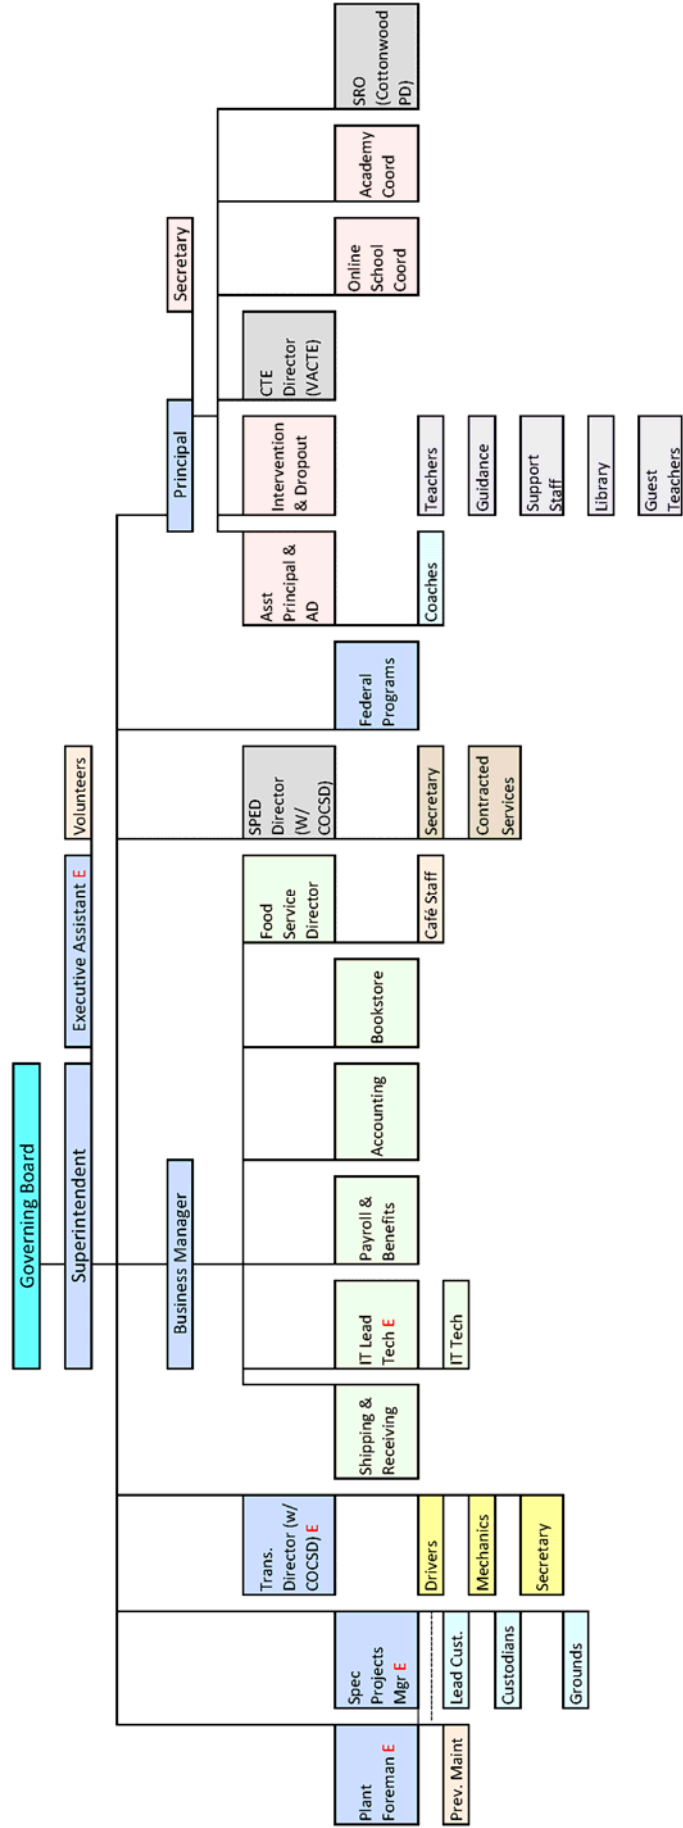 Governing Board
Superintendent
Executive Assistant E
Volunteers
Business Manager
Principal
Secretary
Trans.
Director (w/
COCSD) E
Food
Service
Director
SPED
Director
(W/
COCSD)
Asst
Principal &
AD
Intervention
& Dropout
CTE
Director
(VACTE)
Plant
Foreman E
Spec
Projects
Mgr E
Shipping &
Receiving
IT Lead
Tech E
Payroll &
Benefits
Accounting
Bookstore
Federal
Programs
Online
School
Coord
Academy
Coord
SRO
(Cottonwood
PD)
Prev. Maint
Lead Cust.
Custodians
Grounds
Drivers
Mechanics
Secretary
IT Tech
Café Staff
Secretary
Contracted
Services
Coaches
Teachers
Guidance
Support
Staff
Library
Guest
Teachers